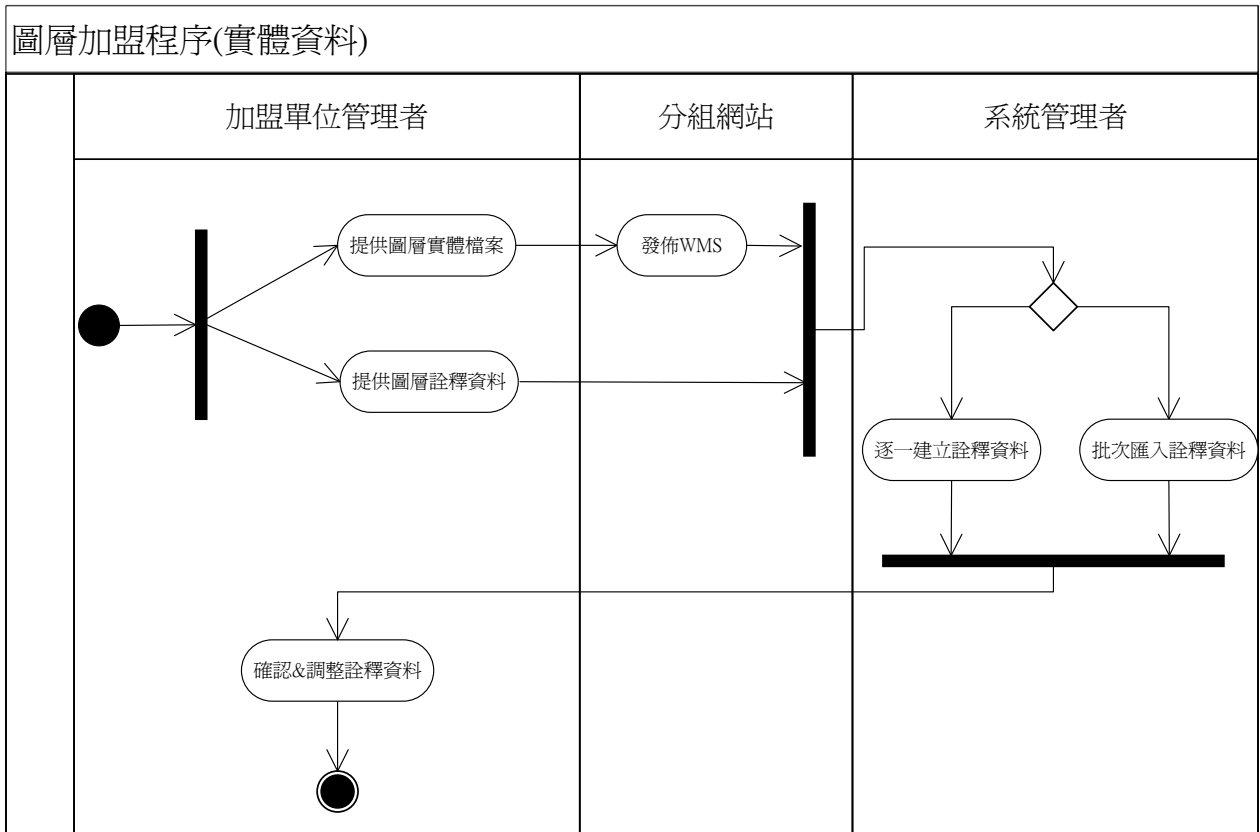 圖層加盟程序(實體資料)
加盟單位管理者
分組網站
系統管理者
提供圖層實體檔案
發佈WMS
提供圖層詮釋資料
逐一建立詮釋資料
批次匯入詮釋資料
確認&調整詮釋資料